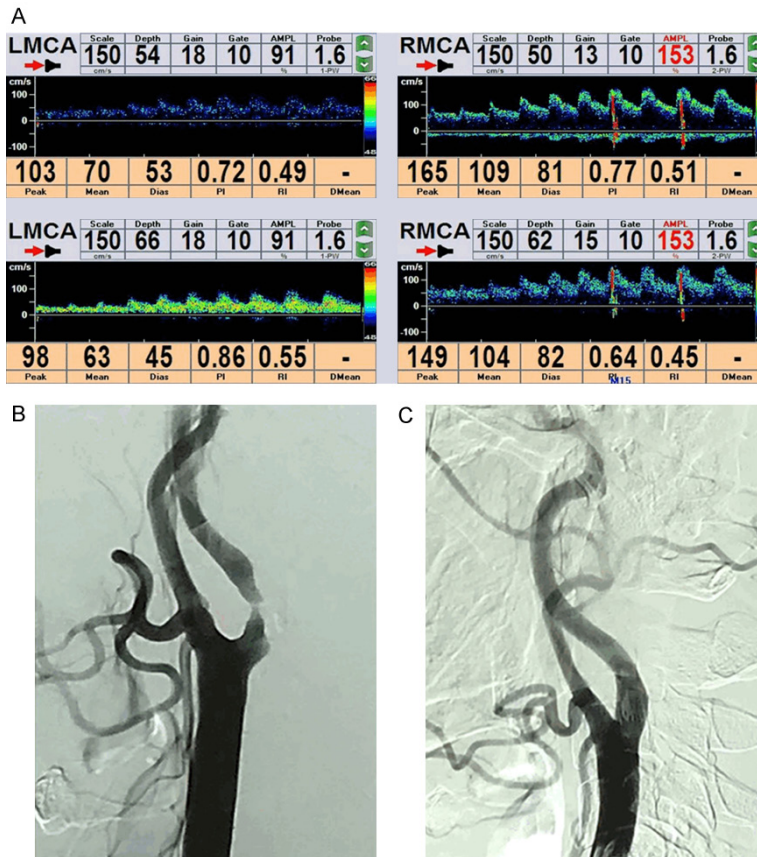 A
LMCA Scale Depth Gain Gate AMPL Probe
150 54 18 10 91 1.6
cm/s % 1-PW
66
cm/s
100
0
-100
48
103 70 53 0.72 0.49 -
Peak Mean Dias PI RI DMean
RMCA Scale Depth Gain Gate AMPL Probe
150 50 13 10 153 1.6
cm/s % 2-PW
cm/s
100
0
-100
165 109 81 0.77 0.51 -
Peak Mean Dias PI RI DMean
LMCA Scale Depth Gain Gate AMPL Probe
150 66 18 10 91 1.6
cm/s % 1-PW
66
cm/s
100
0
-100
48
98 63 45 0.86 0.55 -
Peak Mean Dias PI RI DMean
RMCA Scale Depth Gain Gate AMPL Probe
150 62 15 10 153 1.6
cm/s % 2-PW
cm/s
100
0
-100
149 104 82 0.64 0.45 -
Peak Mean Dias RI DMean
M15
B
C